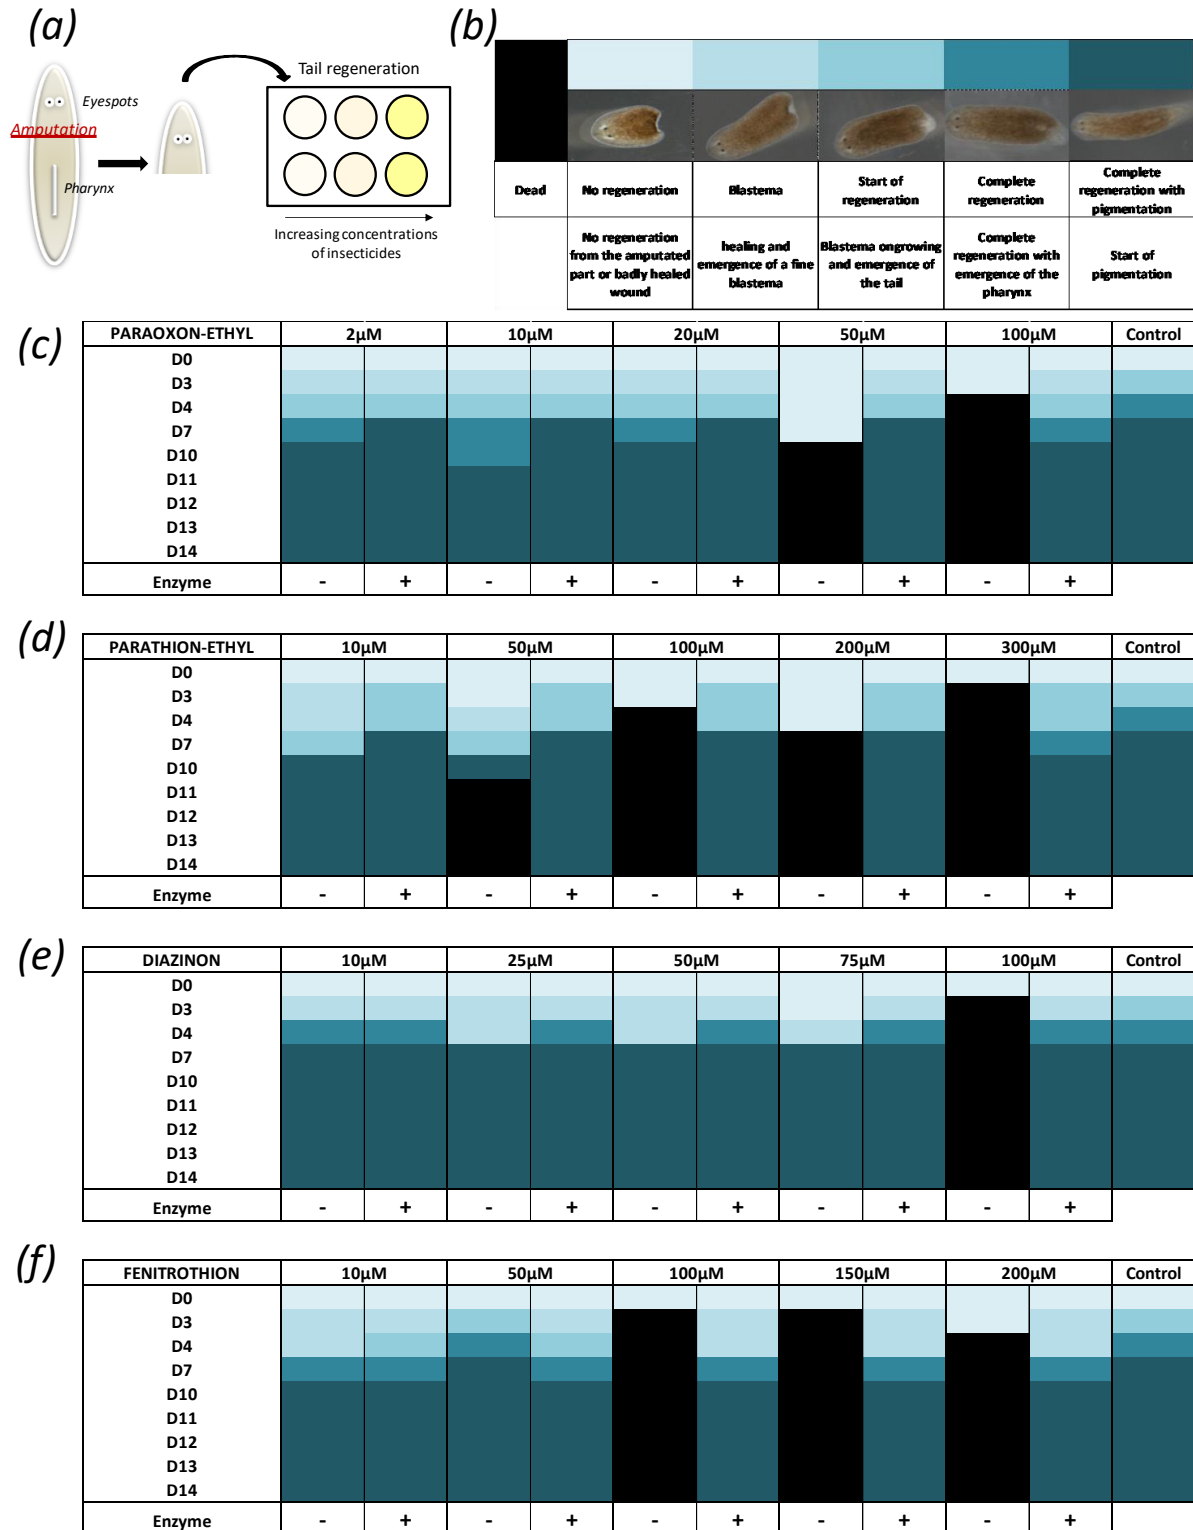 (a)
Eyespots
Amputation
Pharynx
Tail regeneration
Increasing concentrations
of insecticides
(b)
Dead
No regeneration
Blastema
Start of
regeneration
Complete
regeneration
Complete
regeneration with
pigmentation
No regeneration
from the amputated
part or badly healed
wound
healing and
emergence of a fine
blastema
Blastema ongrowing
and emergence of
the tail
Complete
regeneration with
emergence of the
pharynx
Start of
pigmentation
(c)
PARAOXON-ETHYL 2µM 10µM 20µM 50µM 100µM Control
D0
D3
D4
D7
D10
D11
D12
D13
D14
Enzyme - + - + - + - + - +
(d)
PARATHION-ETHYL 10µM 50µM 100µM 200µM 300µM Control
D0
D3
D4
D7
D10
D11
D12
D13
D14
Enzyme - + - + - + - + - +
(e)
DIAZINON 10µM 25µM 50µM 75µM 100µM Control
D0
D3
D4
D7
D10
D11
D12
D13
D14
Enzyme - + - + - + - + - +
(f)
FENITROTHION 10µM 50µM 100µM 150µM 200µM Control
D0
D3
D4
D7
D10
D11
D12
D13
D14
Enzyme - + - + - + - + - +